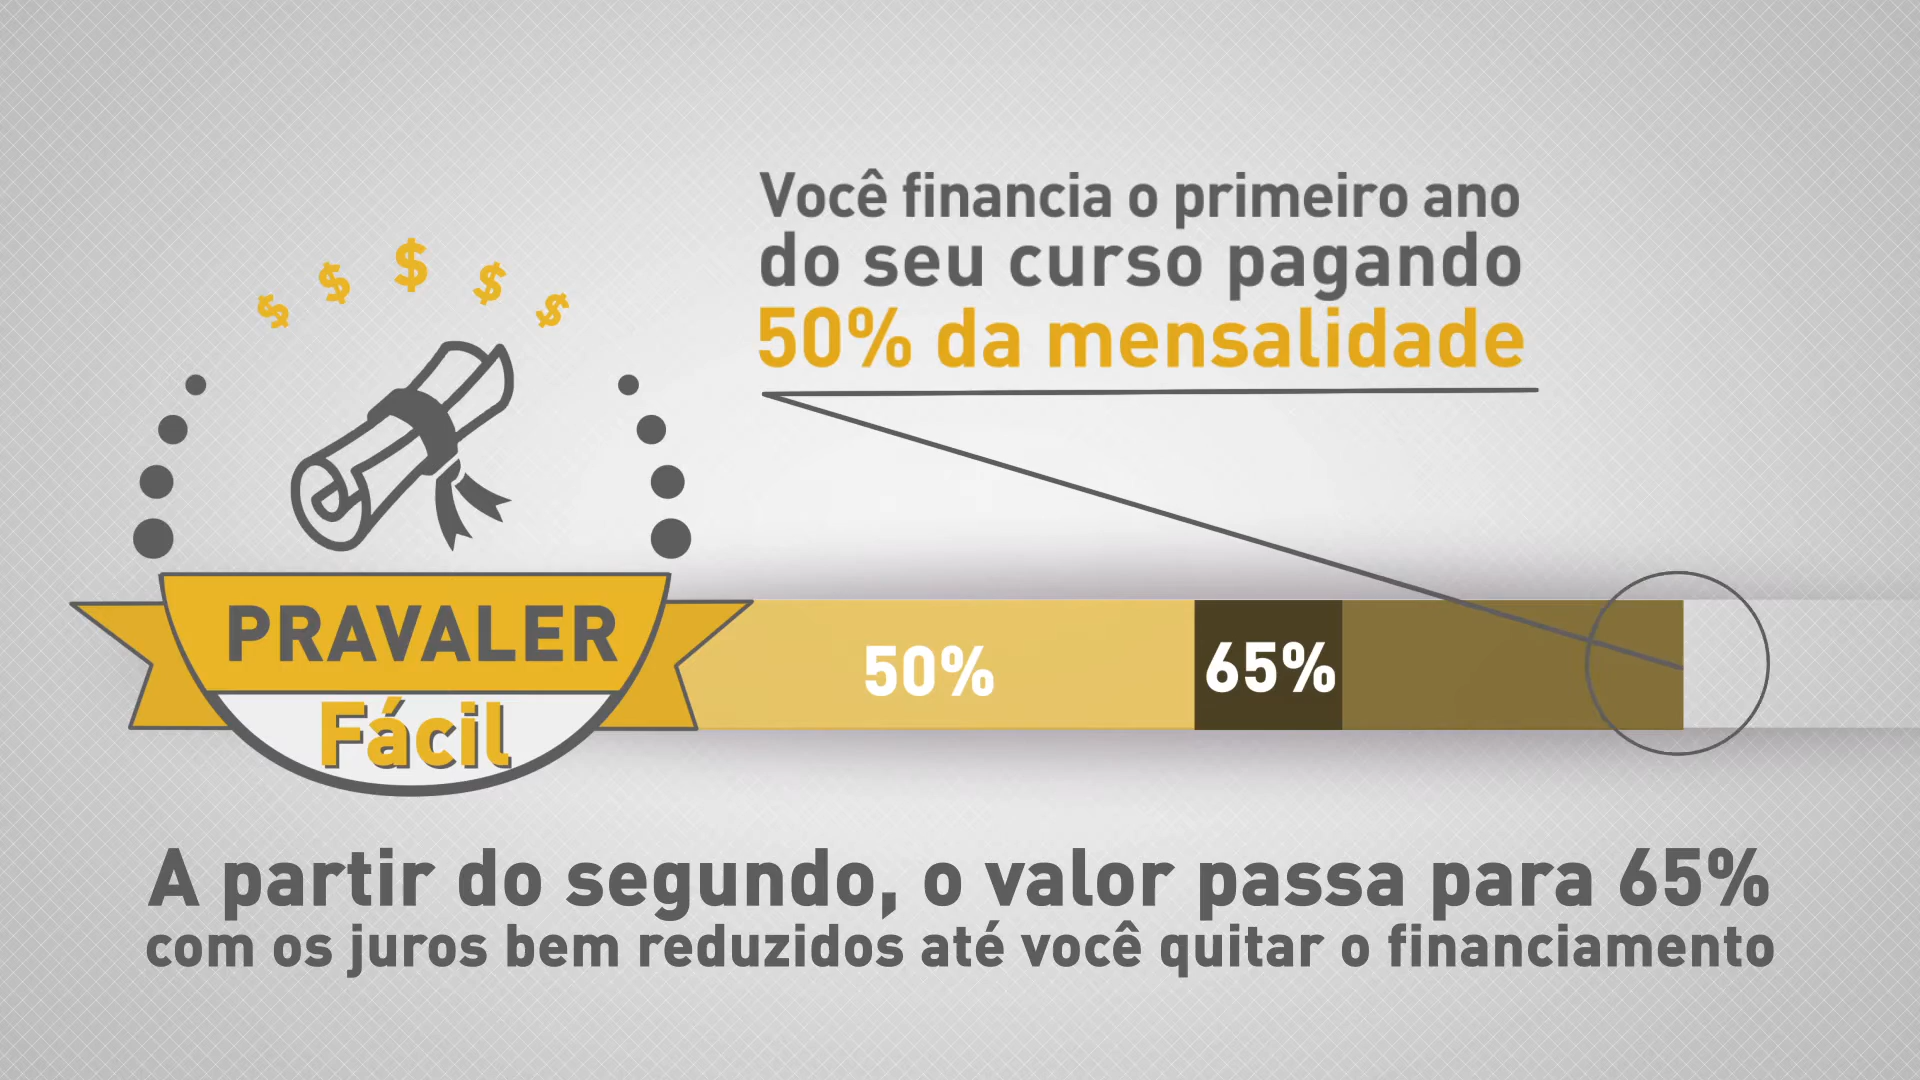 Você financia o primeiro ano
do seu curso pagando
50% da mensalidade
$ $ $ $ $
PRAVALER
Fácil
50%
65%
A partir do segundo, o valor passa para 65%
com os juros bem reduzidos até você quitar o financiamento